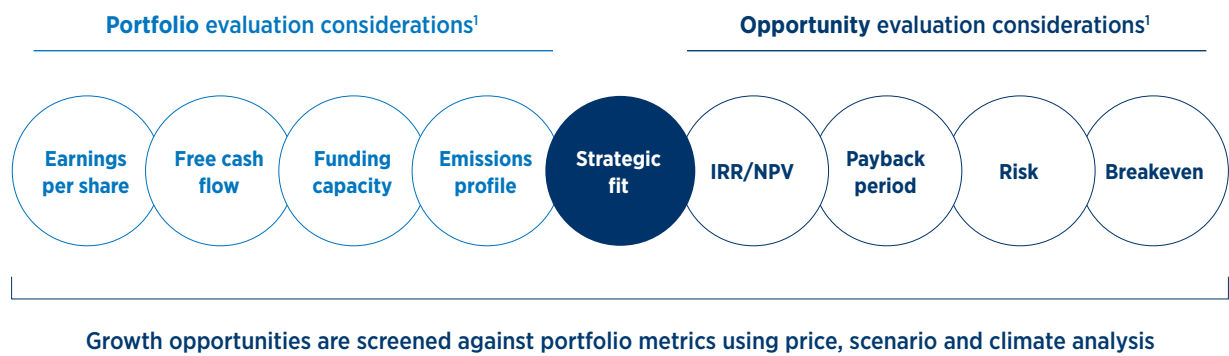 Portfolio evaluation considerations¹
Opportunity evaluation considerations¹
Earnings
per share
Free cash
flow
Funding
capacity
Emissions
profile
Strategic
fit
IRR/NPV
Payback
period
Risk
Breakeven
Growth opportunities are screened against portfolio metrics using price, scenario and climate analysis